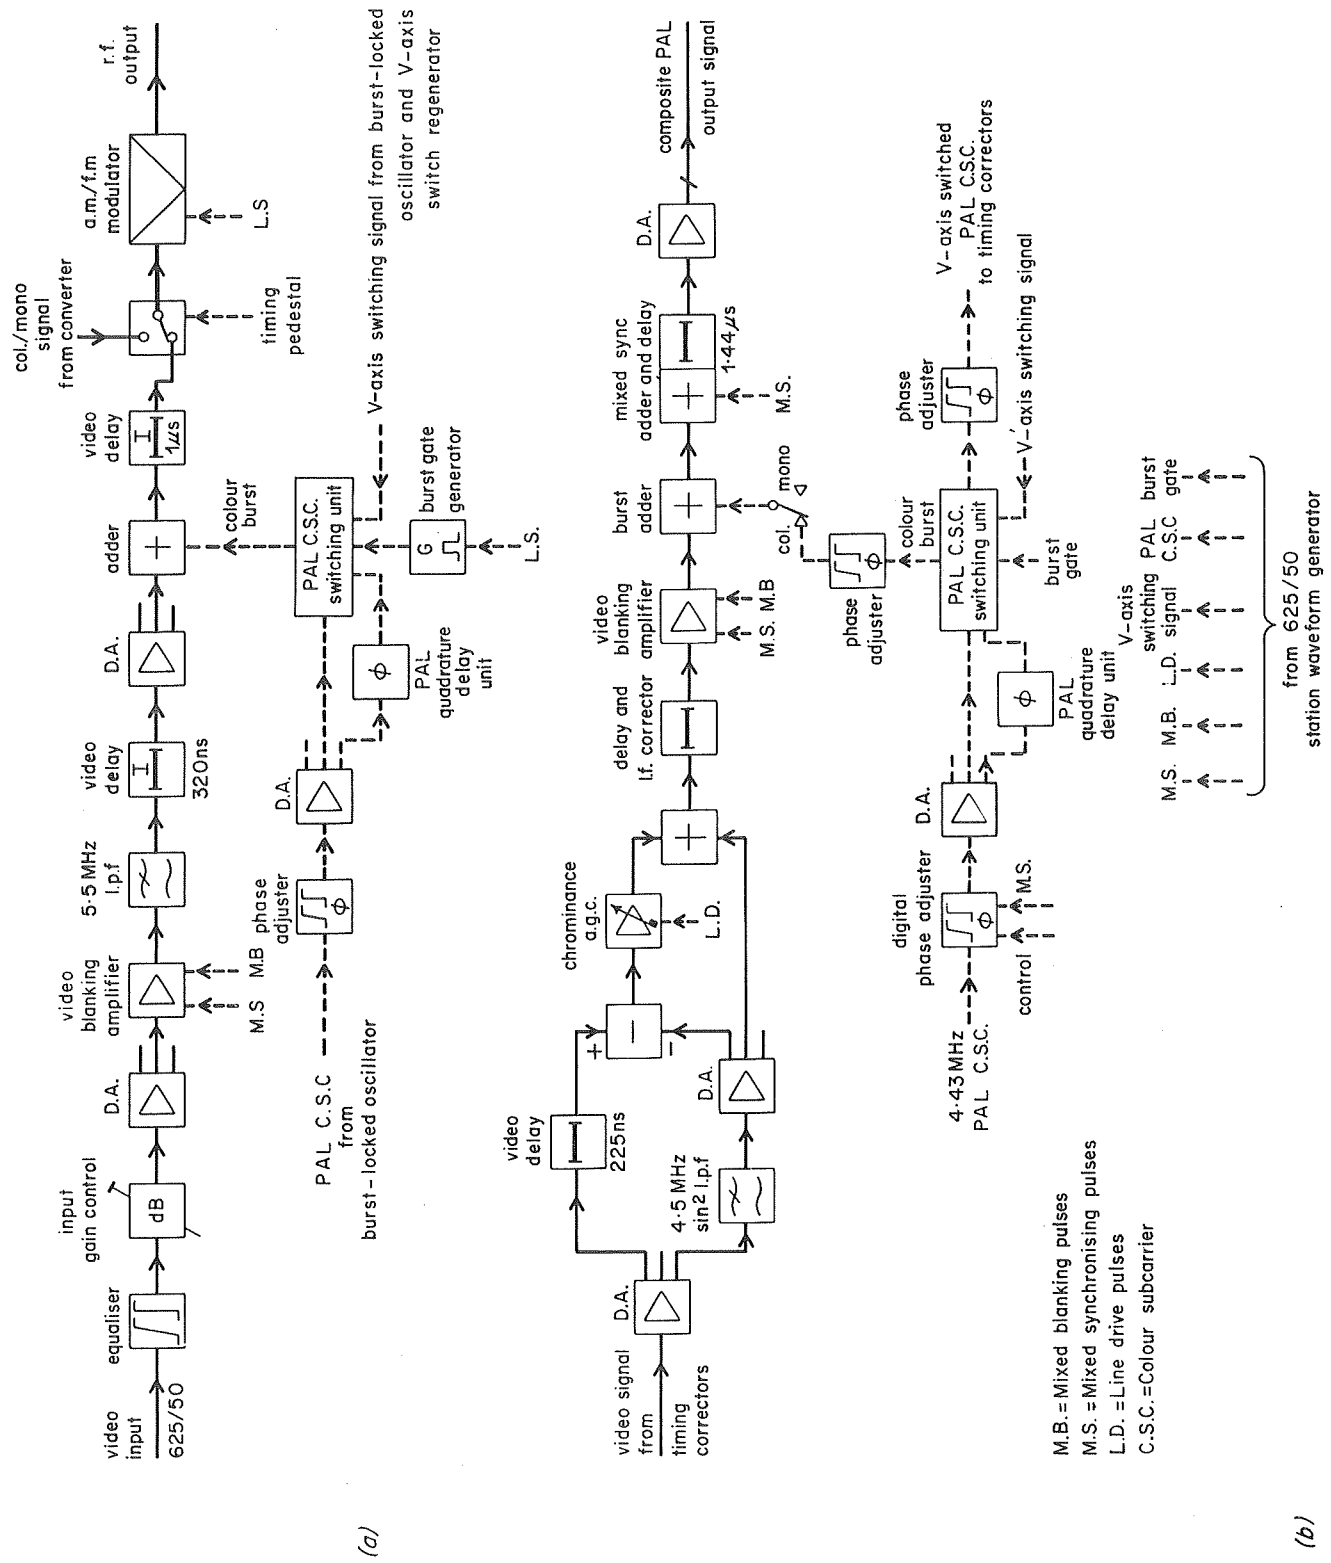 video
input
625/50
equaliser
input
gain control
dB
D.A.
video
blanking
amplifier
M.S
M.B
5·5 MHz
l.p.f
video
delay
I
320ns
D.A.
adder
+
video
delay
I
1μs
col./mono
signal
from converter
timing
pedestal
a.m./f.m
modulator
L.S
r.f.
output
PAL C.S.C
from
burst-locked oscillator
phase
adjuster
ϕ
D.A.
ϕ
PAL
quadrature
delay
unit
PAL C.S.C.
switching unit
colour
burst
V-axis switching signal from burst-locked
oscillator and V-axis
switch regenerator
G
burst gate
generator
L.S.
(a)
video signal
from
timing
correctors
D.A.
video
delay
225ns
4·5 MHz
sin² l.p.f
D.A.
+
−
−
chrominance
a.g.c.
L.D.
+
delay and
l.f. corrector
video
blanking
amplifier
M.S.
M.B
burst
adder
+
col.
mono
mixed sync
adder and delay
+
1·44μs
M.S.
D.A.
composite PAL
output signal
4·43MHz
PAL C.S.C.
digital
phase adjuster
ϕ
control
M.S.
D.A.
ϕ
PAL
quadrature
delay unit
PAL C.S.C.
switching unit
colour
burst
phase
adjuster
ϕ
burst
gate
V-axis switching signal
phase
adjuster
ϕ
V-axis switched
PAL C.S.C.
to timing correctors
M.S.
M.B.
L.D.
V-axis
switching
signal
PAL
C.S.C
burst
gate
from 625/50
station waveform generator
M.B. = Mixed blanking pulses
M.S. = Mixed synchronising pulses
L.D. = Line drive pulses
C.S.C. = Colour subcarrier
(b)